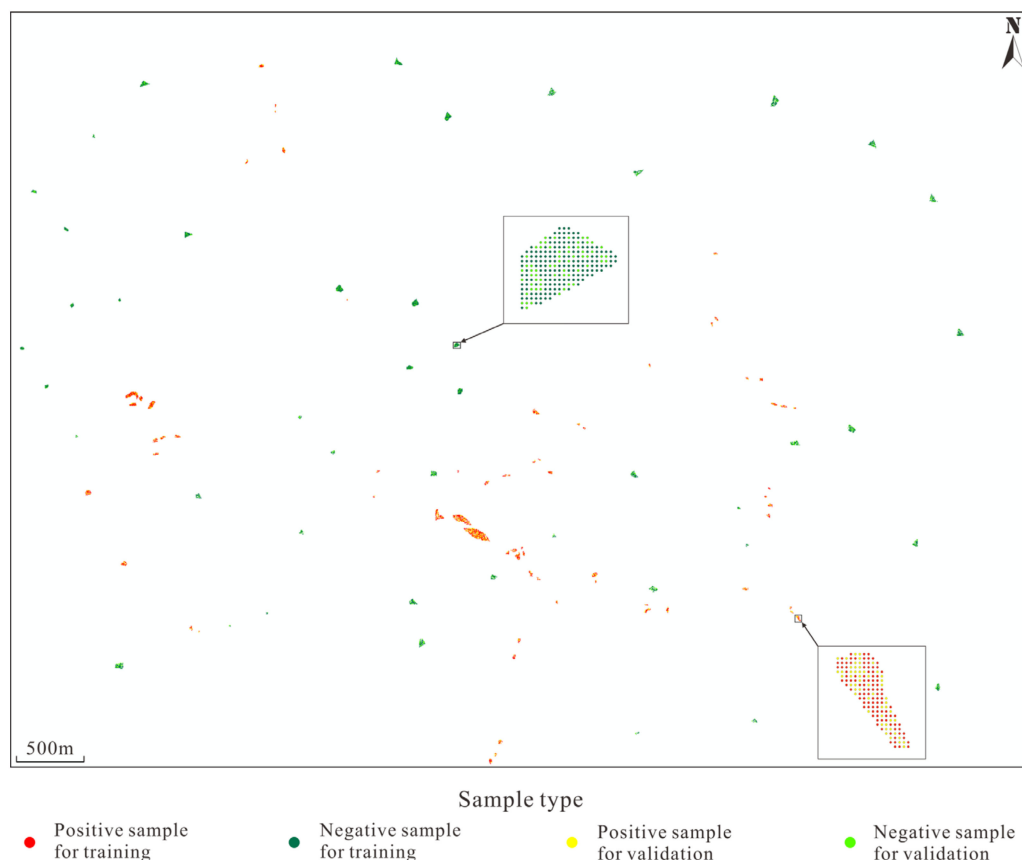 N
500m
Sample type
Positive sample
for training
Negative sample
for training
Positive sample
for validation
Negative sample
for validation